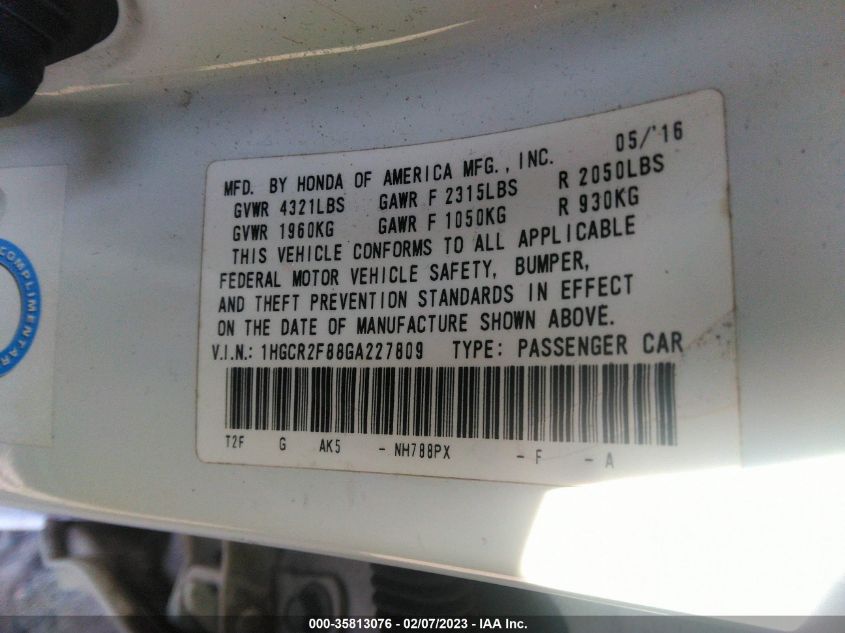 05/'16
MFD. BY HONDA OF AMERICA MFG., INC.
GVWR 4321LBS GAWR F 2315LBS R 2050LBS
GVWR 1960KG GAWR F 1050KG R 930KG
THIS VEHICLE CONFORMS TO ALL APPLICABLE
FEDERAL MOTOR VEHICLE SAFETY, BUMPER,
AND THEFT PREVENTION STANDARDS IN EFFECT
ON THE DATE OF MANUFACTURE SHOWN ABOVE.
V.I.N.: 1HGCR2F88GA227809 TYPE: PASSENGER CAR
T2F G AK5 - NH788PX - F - A
000-35813076 — 02/07/2023 - IAA Inc.